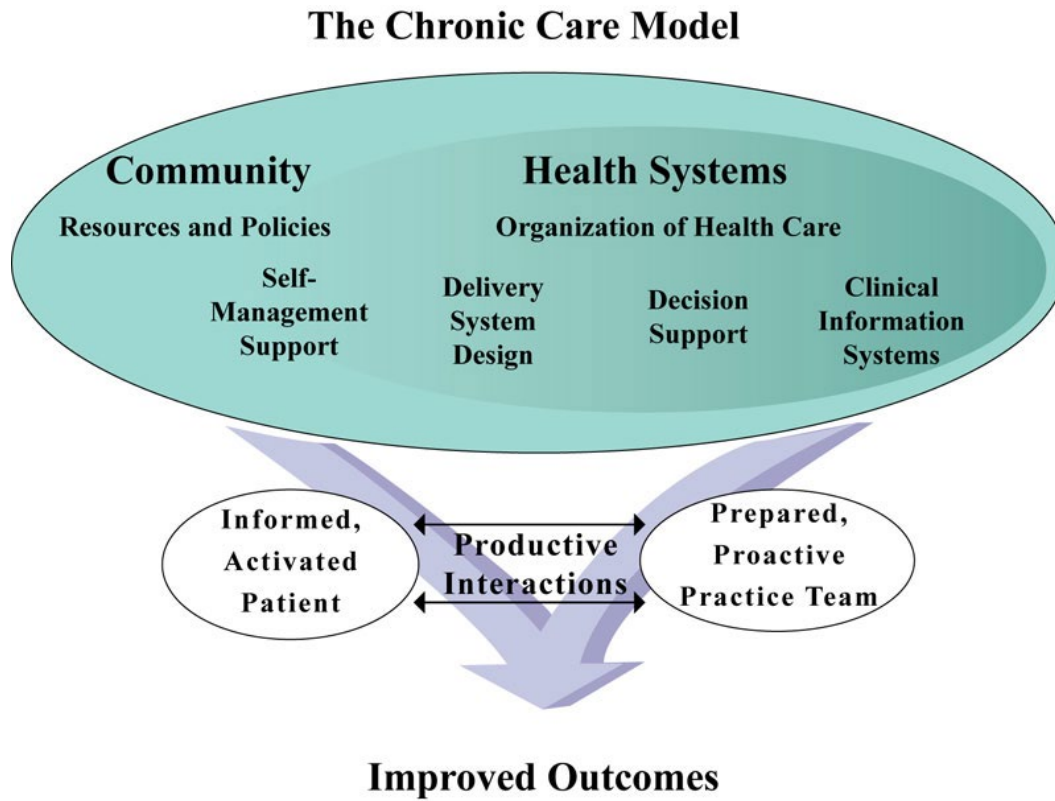 The Chronic Care Model
Community
Resources and Policies
Health Systems
Organization of Health Care
Self-
Management
Support
Delivery
System
Design
Decision
Support
Clinical
Information
Systems
Informed,
Activated
Patient
Productive
Interactions
Prepared,
Proactive
Practice Team
Improved Outcomes